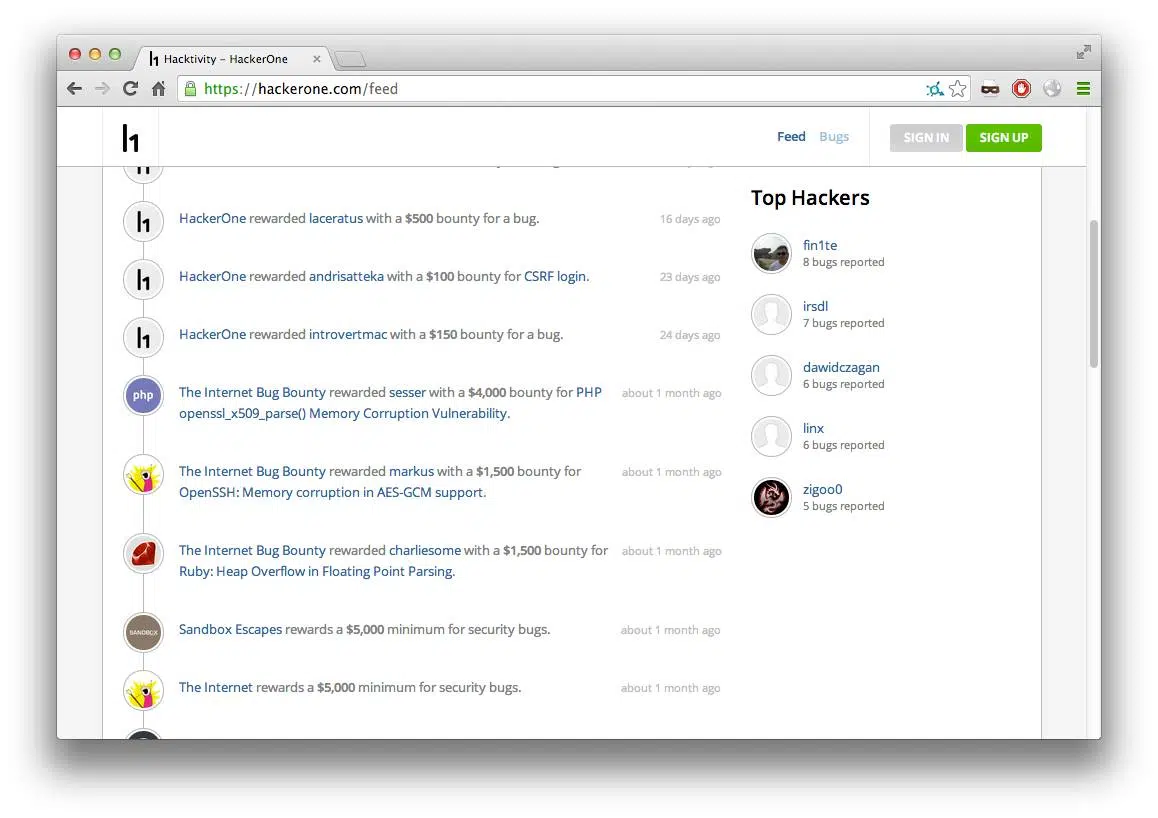 Hacktivity – HackerOne
https://hackerone.com/feed
Feed Bugs SIGN IN SIGN UP
HackerOne rewarded laceratus with a $500 bounty for a bug. 16 days ago
HackerOne rewarded andrisatteka with a $100 bounty for CSRF login. 23 days ago
HackerOne rewarded introvertmac with a $150 bounty for a bug. 24 days ago
php
The Internet Bug Bounty rewarded sesser with a $4,000 bounty for PHP about 1 month ago
openssl_x509_parse() Memory Corruption Vulnerability.
The Internet Bug Bounty rewarded markus with a $1,500 bounty for about 1 month ago
OpenSSH: Memory corruption in AES-GCM support.
The Internet Bug Bounty rewarded charliesome with a $1,500 bounty for about 1 month ago
Ruby: Heap Overflow in Floating Point Parsing.
SANDBOX
Sandbox Escapes rewards a $5,000 minimum for security bugs. about 1 month ago
The Internet rewards a $5,000 minimum for security bugs. about 1 month ago
Top Hackers
fin1te
8 bugs reported
irsdl
7 bugs reported
dawidczagan
6 bugs reported
linx
6 bugs reported
zigoo0
5 bugs reported